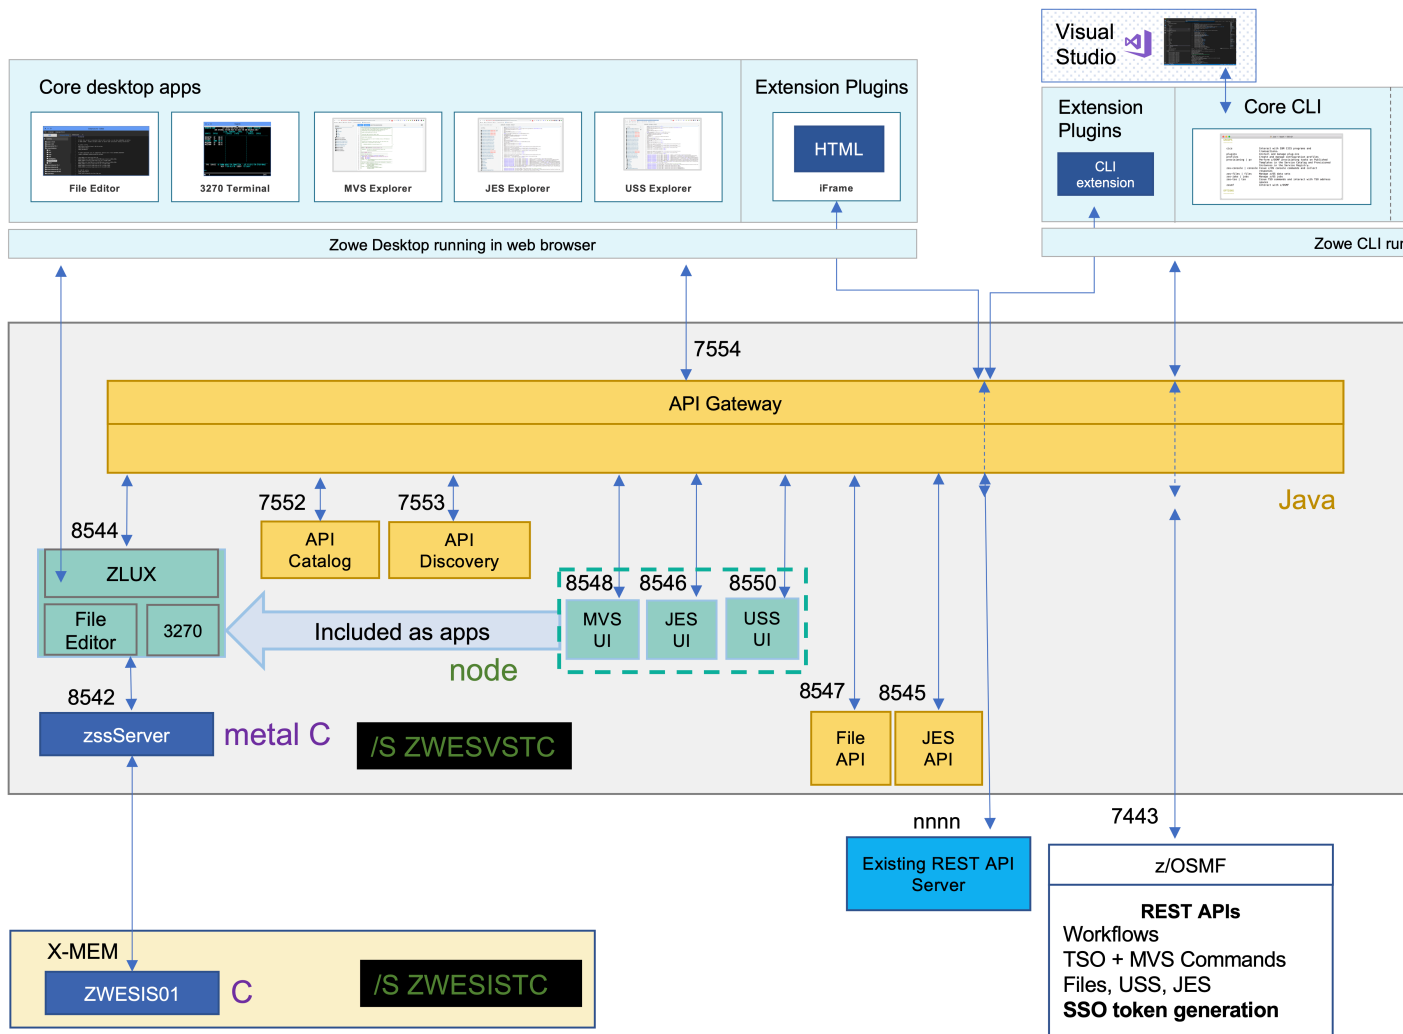 Visual
Studio
Core desktop apps
Extension Plugins
File Editor
3270 Terminal
MVS Explorer
JES Explorer
USS Explorer
HTML
iFrame
Extension
Plugins
CLI
extension
Core CLI
Zowe Desktop running in web browser
Zowe CLI rur
7554
API Gateway
Java
8544
7552
7553
ZLUX
File
Editor
3270
API
Catalog
API
Discovery
8548
8546
8550
MVS
UI
JES
UI
USS
UI
Included as apps
node
8542
zssServer
metal C
/S ZWESVSTC
8547
8545
File
API
JES
API
nnnn
Existing REST API
Server
7443
z/OSMF
REST APIs
Workflows
TSO + MVS Commands
Files, USS, JES
SSO token generation
X-MEM
ZWESIS01
C
/S ZWESISTC